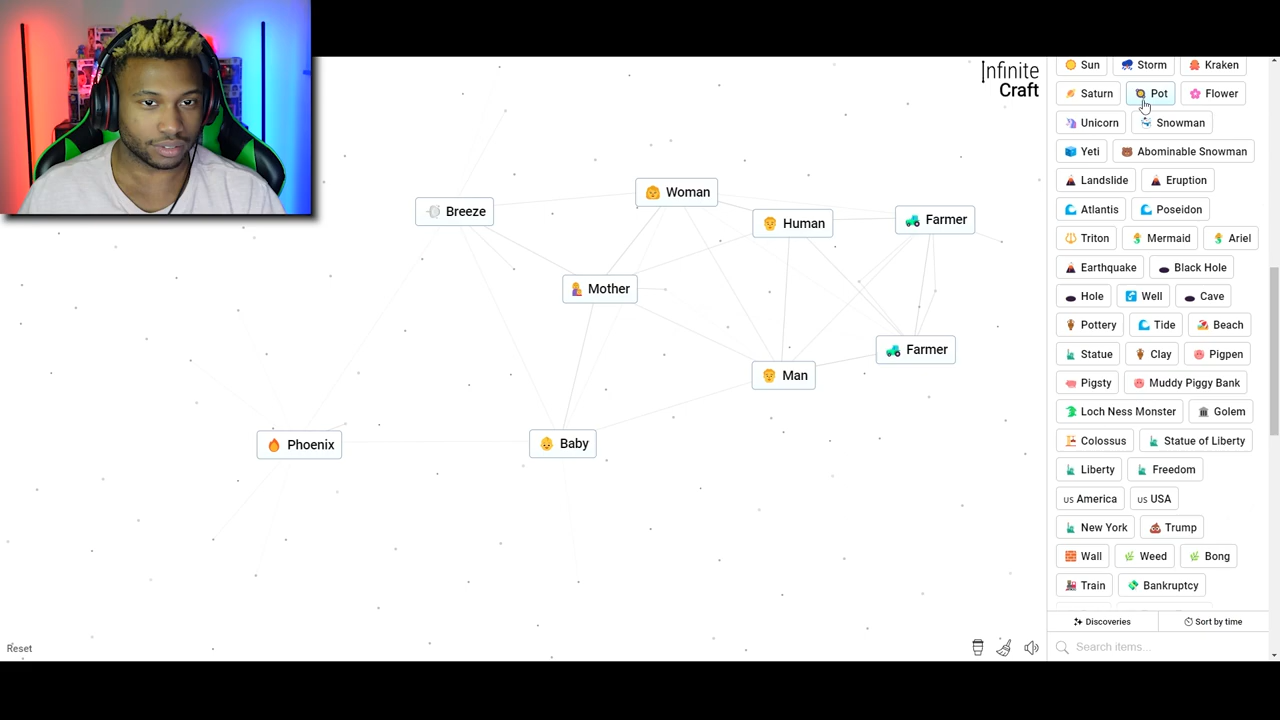 Infinite
Craft
Breeze
Woman
Human
Farmer
Mother
Farmer
Man
Phoenix
Baby
Reset
Sun Storm Kraken
Saturn Pot Flower
Unicorn Snowman
Yeti Abominable Snowman
Landslide Eruption
Atlantis Poseidon
Triton Mermaid Ariel
Earthquake Black Hole
Hole Well Cave
Pottery Tide Beach
Statue Clay Pigpen
Pigsty Muddy Piggy Bank
Loch Ness Monster Golem
Colossus Statue of Liberty
Liberty Freedom
US America US USA
New York Trump
Wall Weed Bong
Train Bankruptcy
Discoveries Sort by time
Search items...